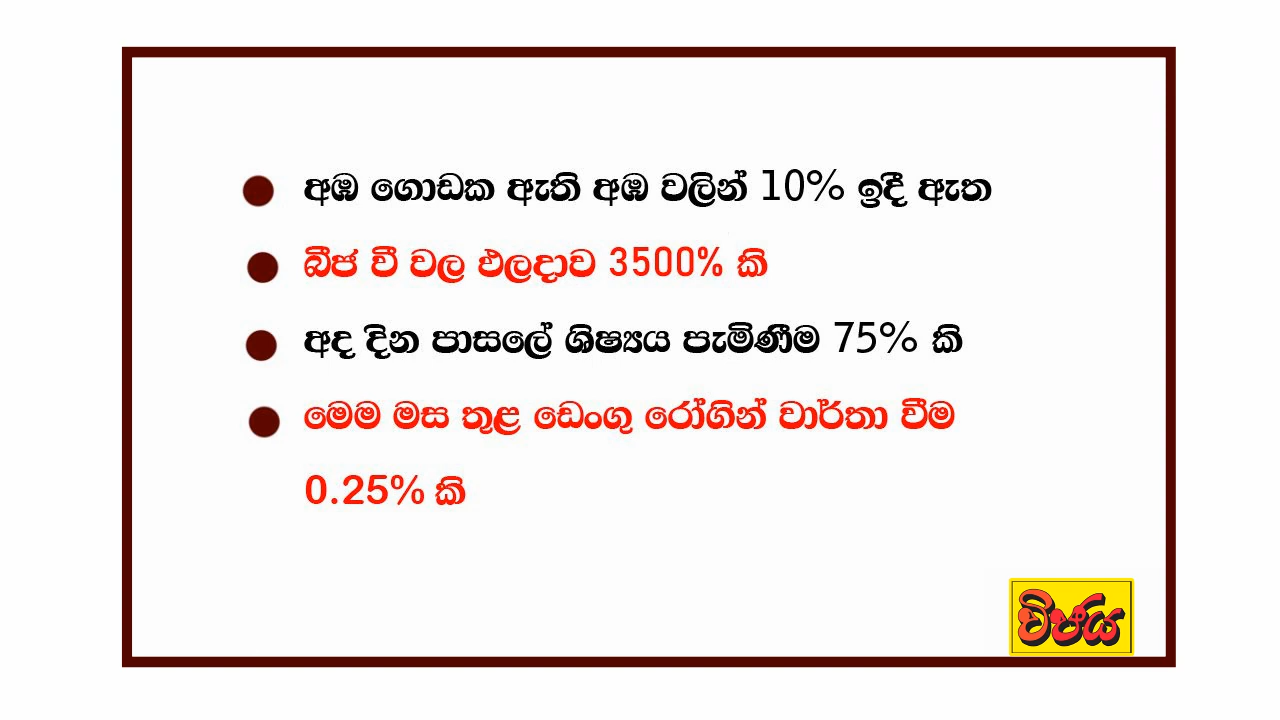 අඹ ගොඩක ඇති අඹ වලින් 10% ඉදී ඇත
බීජ වී වල ඵලදාව 3500% කි
අද දින පාසලේ ශිෂ්‍යය පැමිණීම 75% කි
මෙම මස තුළ ඩෙංගු රෝගින් වාර්තා වීම
0.25% කි
විජය